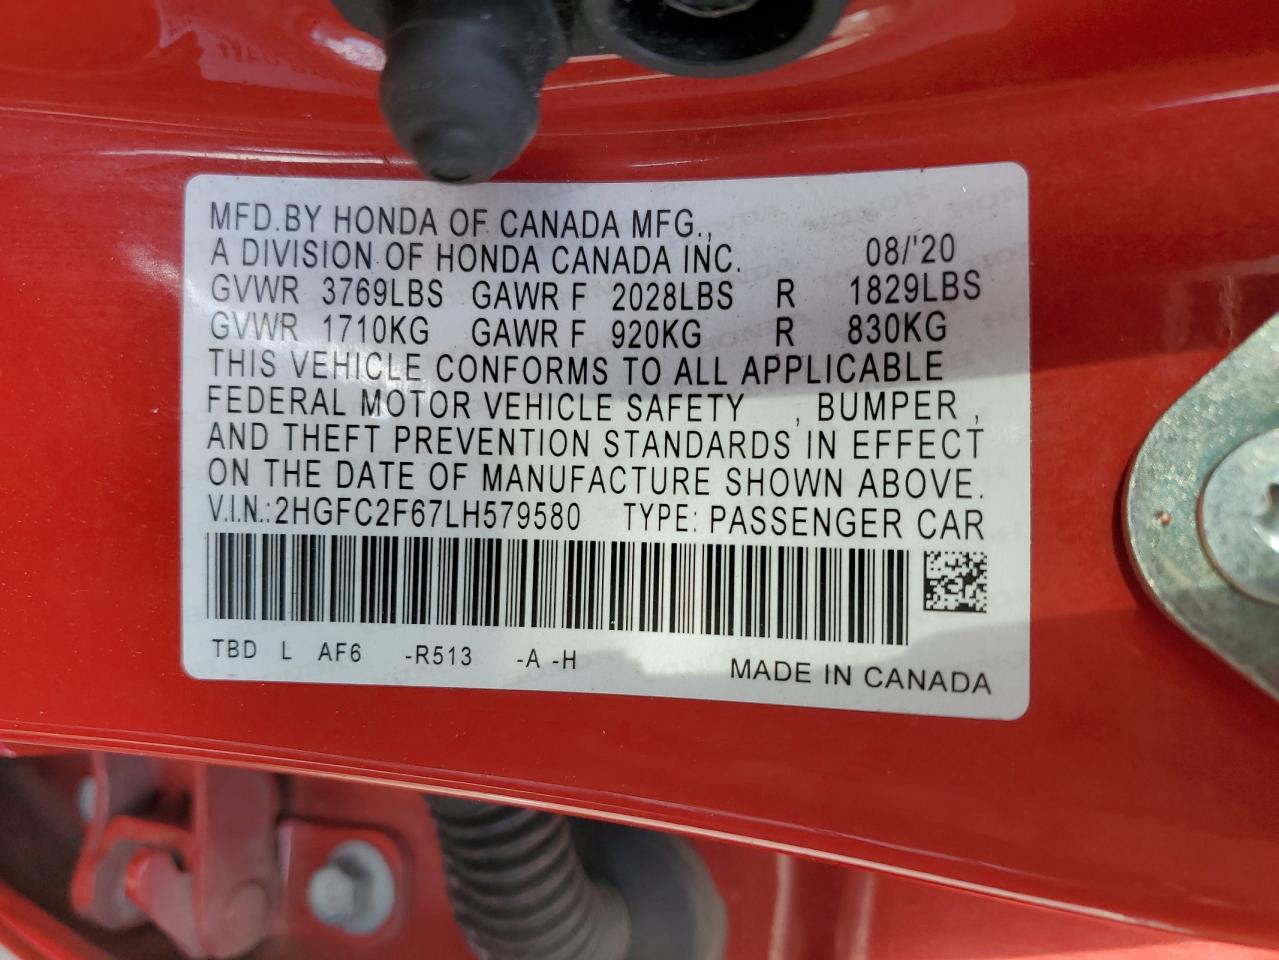 MFD.BY HONDA OF CANADA MFG.,
A DIVISION OF HONDA CANADA INC. 08/'20
GVWR 3769LBS GAWR F 2028LBS R 1829LBS
GVWR 1710KG GAWR F 920KG R 830KG
THIS VEHICLE CONFORMS TO ALL APPLICABLE
FEDERAL MOTOR VEHICLE SAFETY , BUMPER ,
AND THEFT PREVENTION STANDARDS IN EFFECT
ON THE DATE OF MANUFACTURE SHOWN ABOVE.
V.I.N.:2HGFC2F67LH579580 TYPE: PASSENGER CAR
TBD L AF6 -R513 -A -H MADE IN CANADA